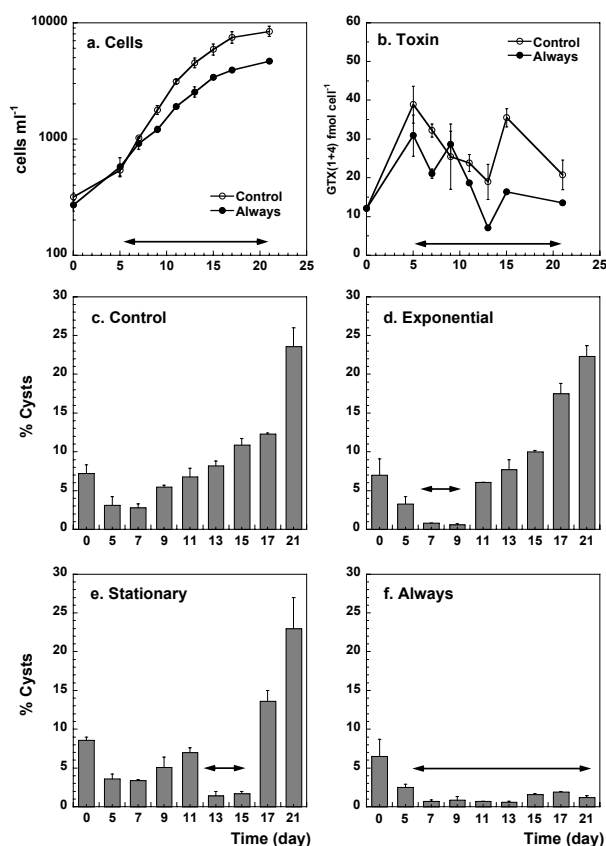 a. Cells
10000
1000
100
cells ml-1
Control
Always
0 5 10 15 20 25
b. Toxin
60
50
40
30
20
10
0
GTX(1+4) fmol cell-1
Control
Always
0 5 10 15 20 25
c. Control
30
25
20
15
10
5
0
% Cysts
0 5 7 9 11 13 15 17 21
d. Exponential
30
25
20
15
10
5
0
0 5 7 9 11 13 15 17 21
e. Stationary
30
25
20
15
10
5
0
% Cysts
0 5 7 9 11 13 15 17 21
Time (day)
f. Always
30
25
20
15
10
5
0
0 5 7 9 11 13 15 17 21
Time (day)